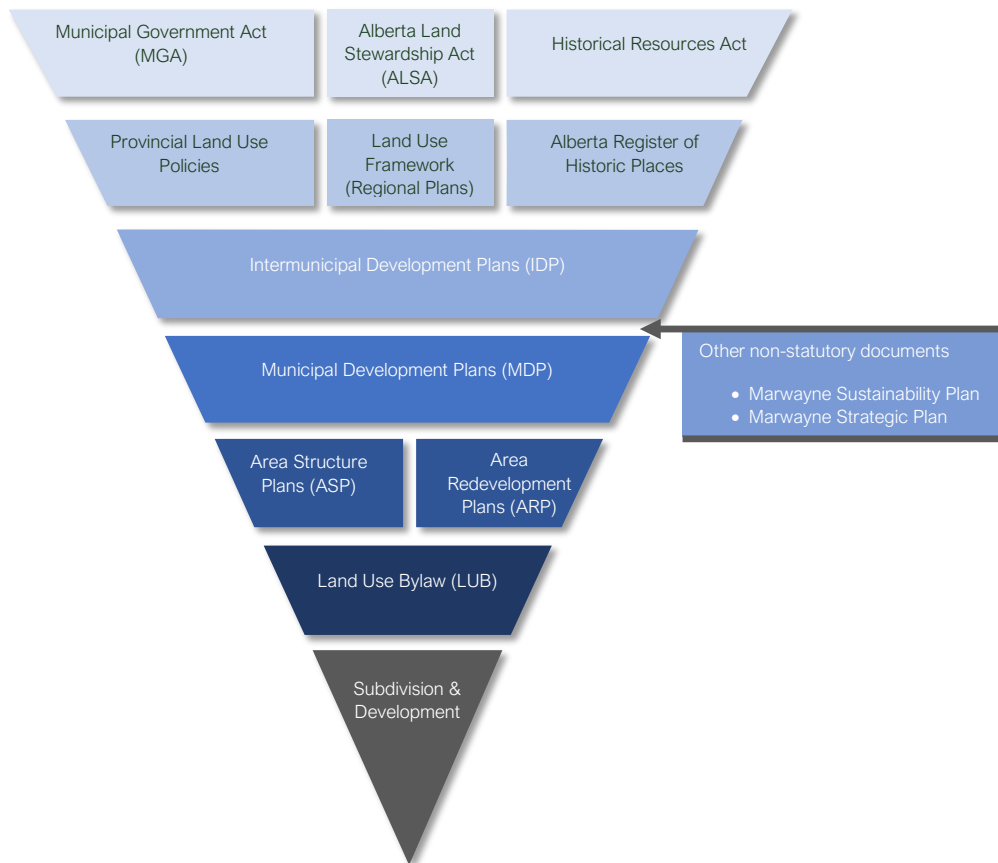 Municipal Government Act
(MGA)
Alberta Land
Stewardship Act
(ALSA)
Historical Resources Act
Provincial Land Use
Policies
Land Use
Framework
(Regional Plans)
Alberta Register of
Historic Places
Intermunicipal Development Plans (IDP)
Municipal Development Plans (MDP)
Other non-statutory documents
• Marwayne Sustainability Plan
• Marwayne Strategic Plan
Area Structure
Plans (ASP)
Area
Redevelopment
Plans (ARP)
Land Use Bylaw (LUB)
Subdivision &
Development